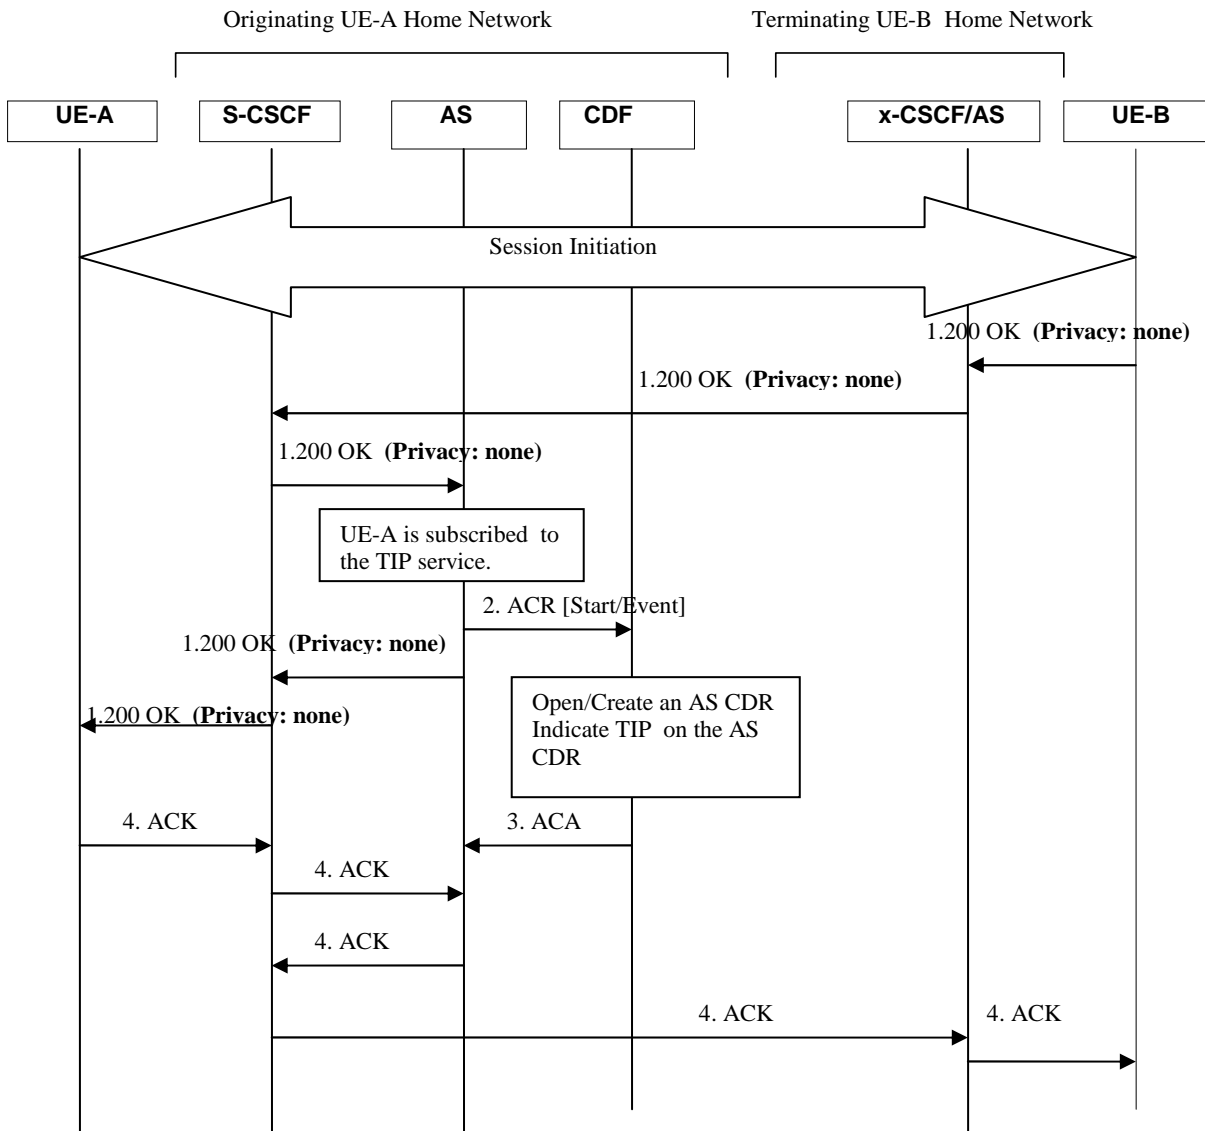 Originating UE-A Home Network
Terminating UE-B Home Network
UE-A
S-CSCF
AS
CDF
x-CSCF/AS
UE-B
Session Initiation
1.200 OK (Privacy: none)
1.200 OK (Privacy: none)
1.200 OK (Privacy: none)
UE-A is subscribed to
the TIP service.
2. ACR [Start/Event]
1.200 OK (Privacy: none)
1.200 OK (Privacy: none)
Open/Create an AS CDR
Indicate TIP on the AS
CDR
4. ACK
3. ACA
4. ACK
4. ACK
4. ACK
4. ACK